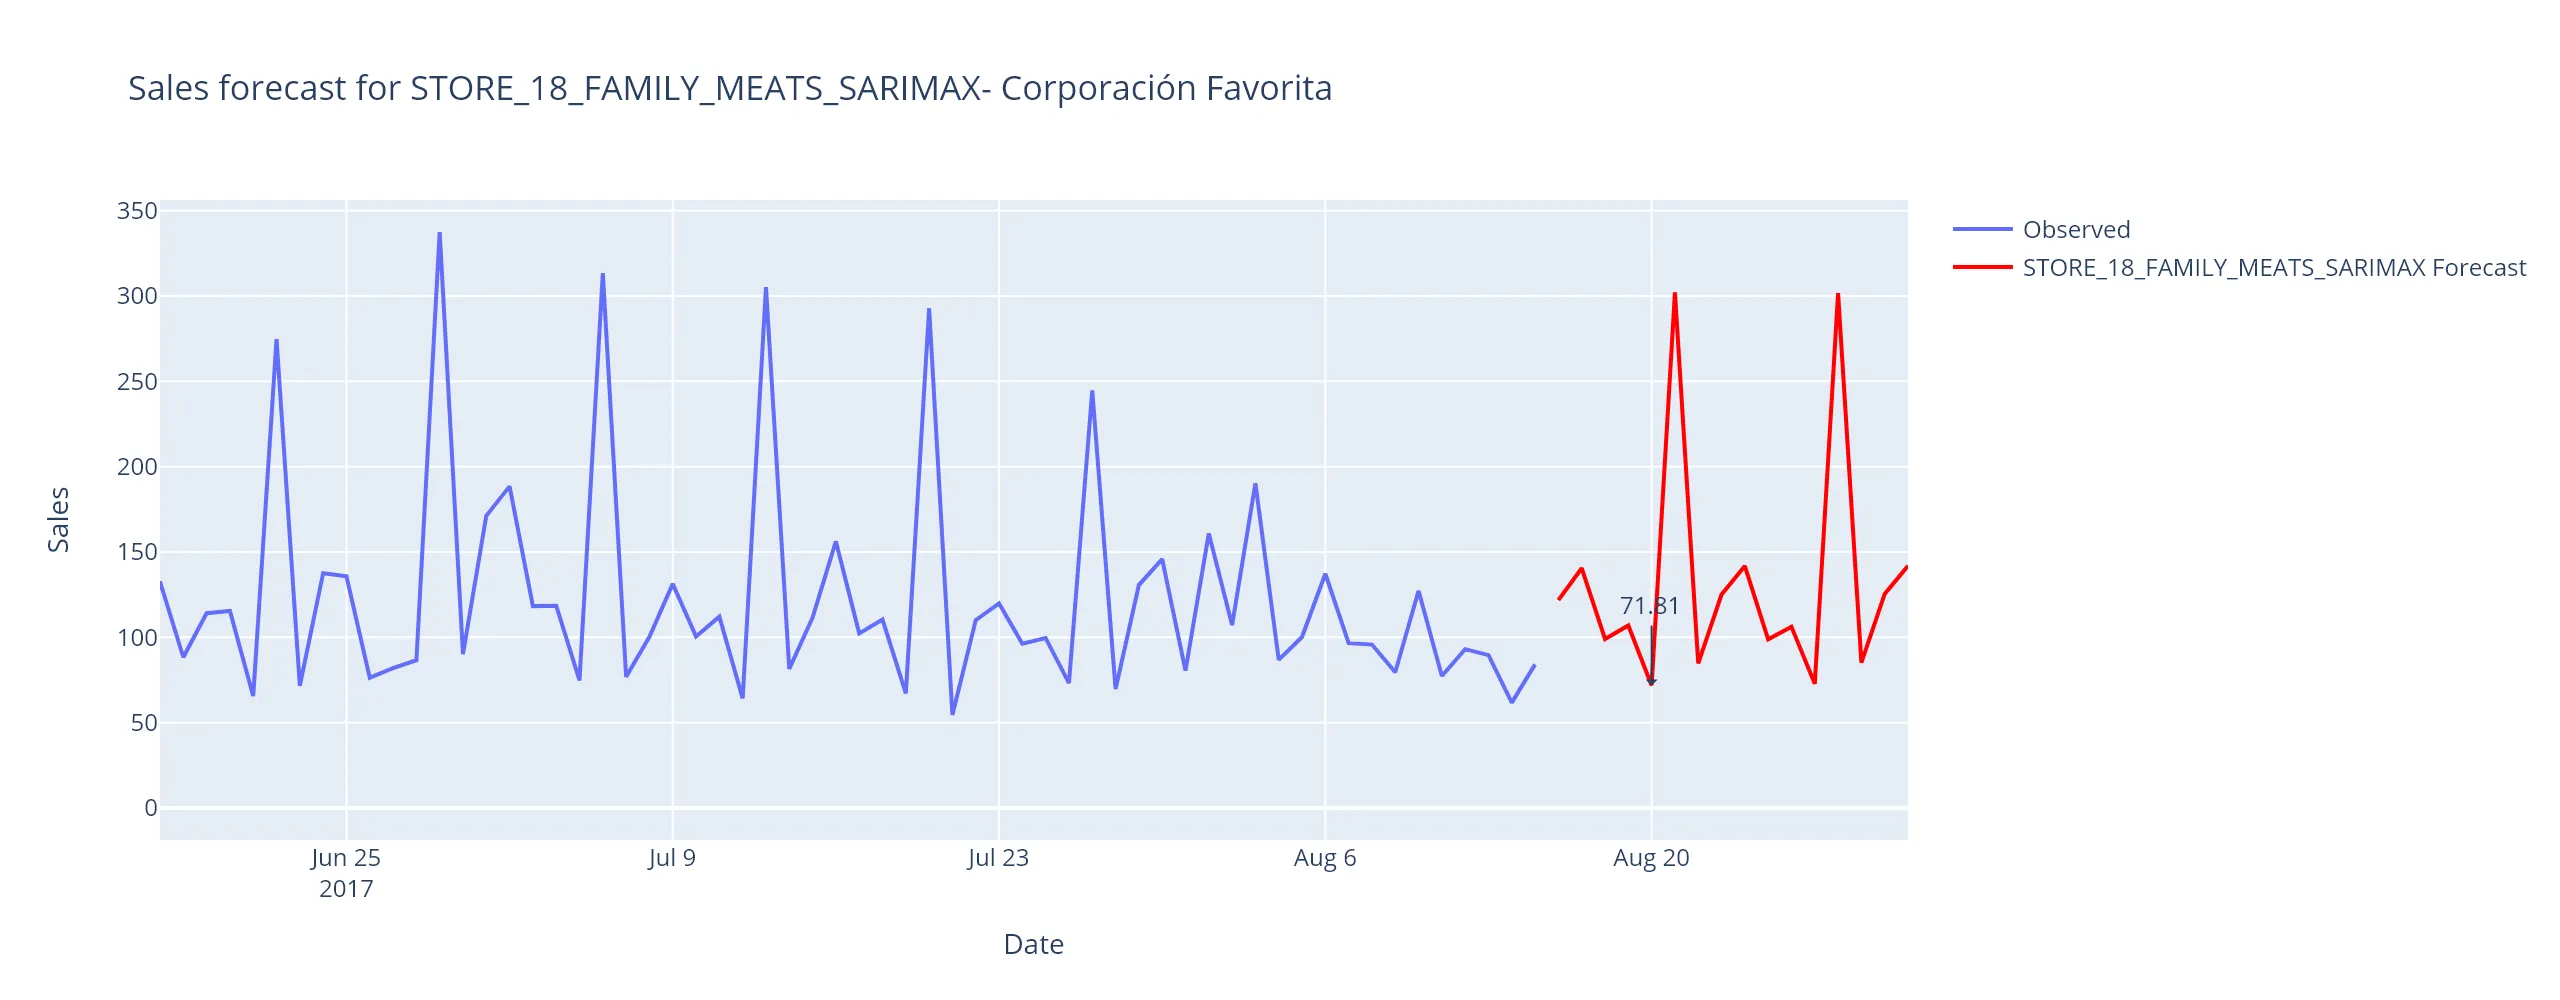 Sales forecast for STORE_18_FAMILY_MEATS_SARIMAX- Corporación Favorita
350
300
250
200
150
100
50
0
Sales
71.81
Jun 25
2017
Jul 9
Jul 23
Aug 6
Aug 20
Date
Observed
STORE_18_FAMILY_MEATS_SARIMAX Forecast